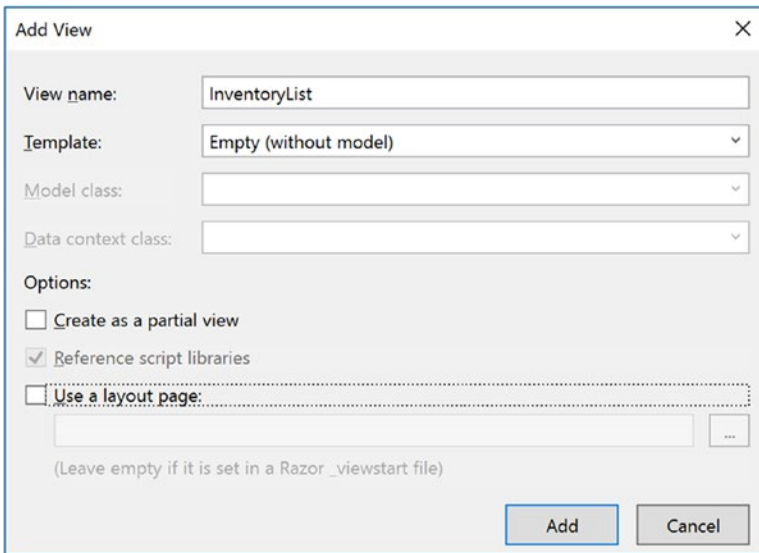 Add View
View name: InventoryList
Template: Empty (without model)
Model class:
Data context class:
Options:
Create as a partial view
Reference script libraries
Use a layout page:
...
(Leave empty if it is set in a Razor _viewstart file)
Add Cancel